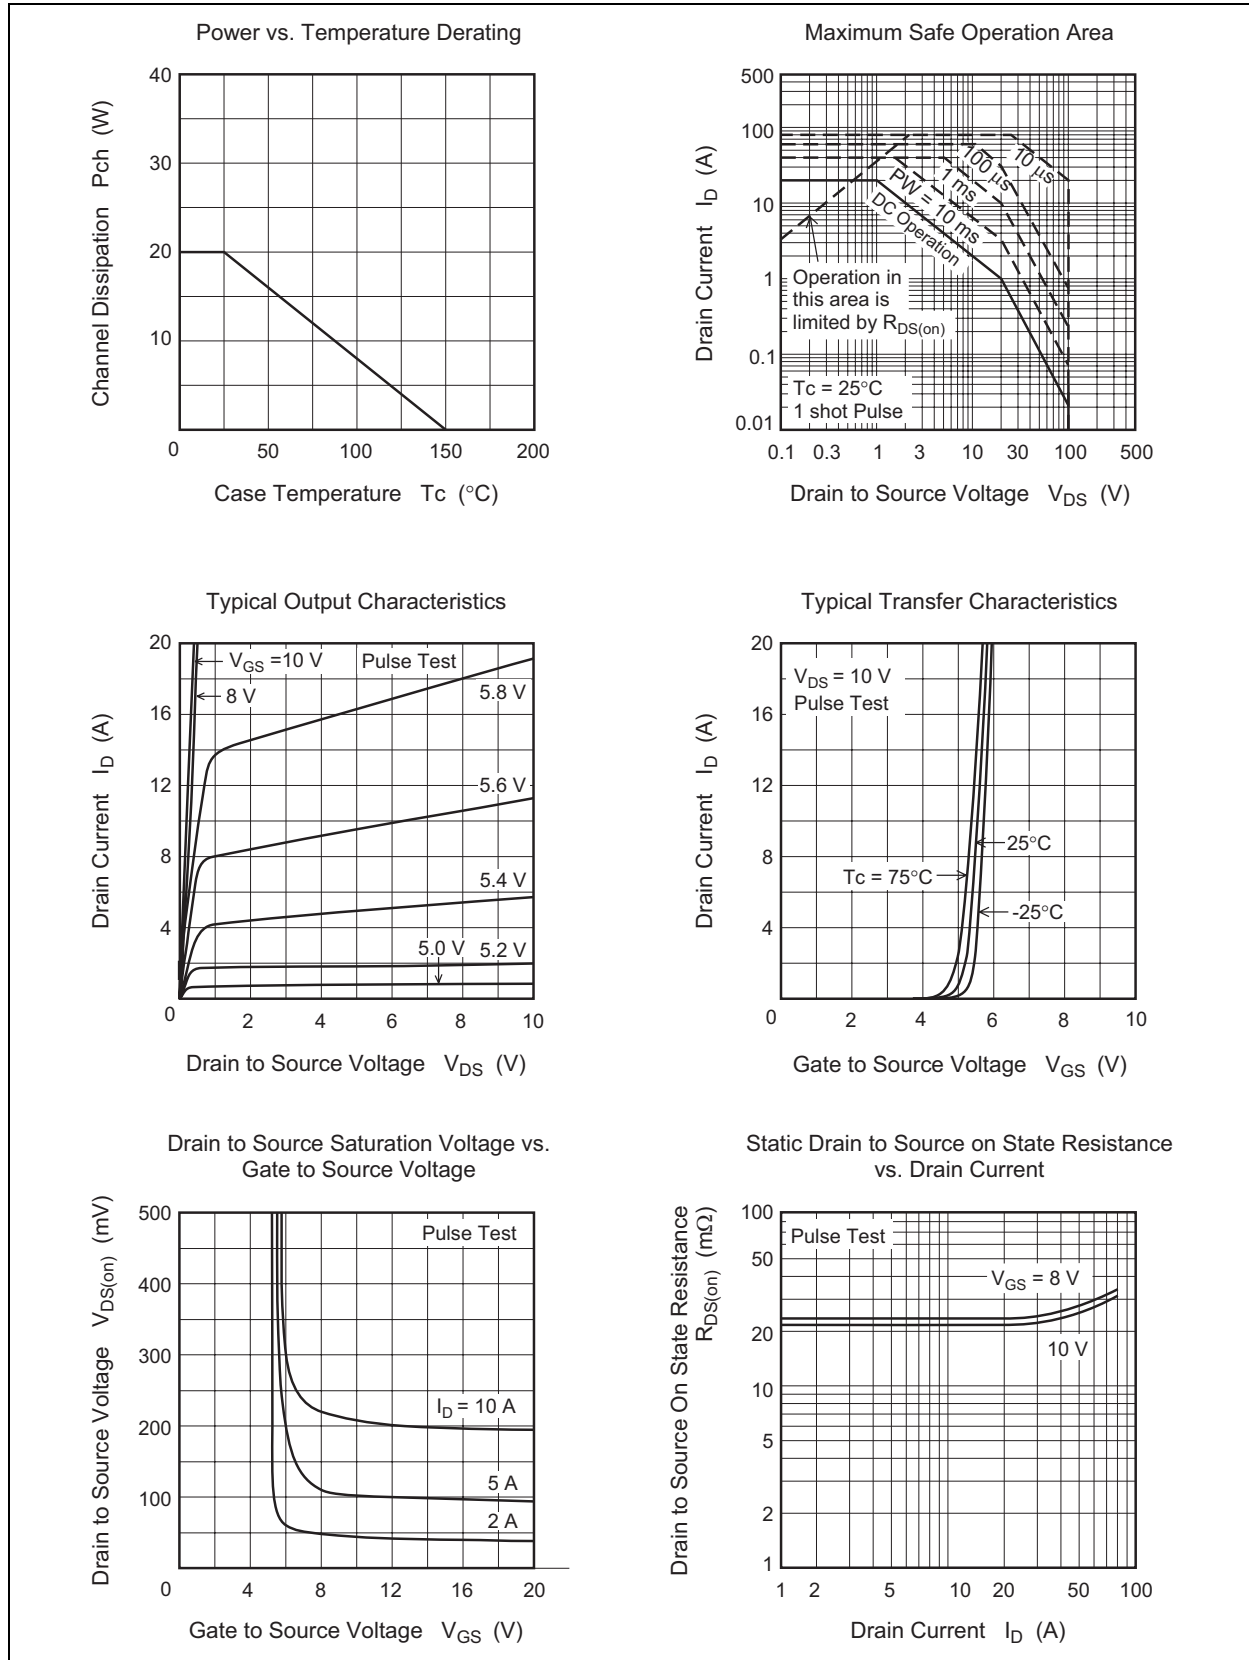 Power vs. Temperature Derating
Channel Dissipation Pch (W)
40
30
20
10
0
50
100
150
200
Case Temperature Tc (°C)
Maximum Safe Operation Area
Drain Current I_D (A)
500
100
10
1
0.1
0.01
10 μs
100 μs
1 ms
PW = 10 ms
DC Operation
Operation in
this area is
limited by R_DS(on)
Tc = 25°C
1 shot Pulse
0.1 0.3 1 3 10 30 100 500
Drain to Source Voltage V_DS (V)
Typical Output Characteristics
Drain Current I_D (A)
20
16
12
8
4
0
V_GS =10 V
Pulse Test
8 V
5.8 V
5.6 V
5.4 V
5.0 V
5.2 V
2 4 6 8 10
Drain to Source Voltage V_DS (V)
Typical Transfer Characteristics
Drain Current I_D (A)
20
16
12
8
4
0
V_DS = 10 V
Pulse Test
25°C
Tc = 75°C
-25°C
2 4 6 8 10
Gate to Source Voltage V_GS (V)
Drain to Source Saturation Voltage vs.
Gate to Source Voltage
Drain to Source Voltage V_DS(on) (mV)
500
400
300
200
100
Pulse Test
I_D = 10 A
5 A
2 A
0 4 8 12 16 20
Gate to Source Voltage V_GS (V)
Static Drain to Source on State Resistance
vs. Drain Current
Drain to Source On State Resistance
R_DS(on) (mΩ)
100
50
20
10
5
2
1
Pulse Test
V_GS = 8 V
10 V
1 2 5 10 20 50 100
Drain Current I_D (A)